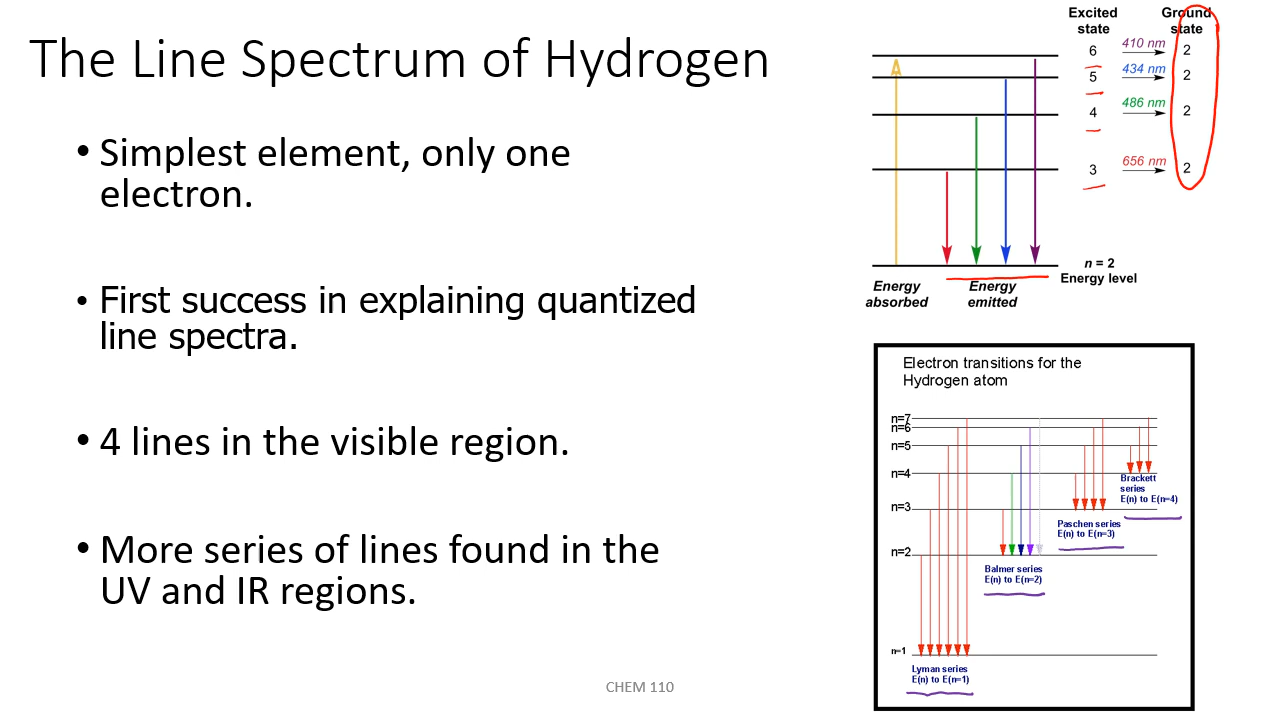 The Line Spectrum of Hydrogen
• Simplest element, only one
electron.
• First success in explaining quantized
line spectra.
• 4 lines in the visible region.
• More series of lines found in the
UV and IR regions.
CHEM 110
Excited
state
Ground
state
6 410 nm 2
5 434 nm 2
4 486 nm 2
3 656 nm 2
n = 2
Energy level
Energy
absorbed
Energy
emitted
Electron transitions for the
Hydrogen atom
n=7
n=6
n=5
n=4
n=3
n=2
n=1
Brackett
series
E(n) to E(n=4)
Paschen series
E(n) to E(n=3)
Balmer series
E(n) to E(n=2)
Lyman series
E(n) to E(n=1)